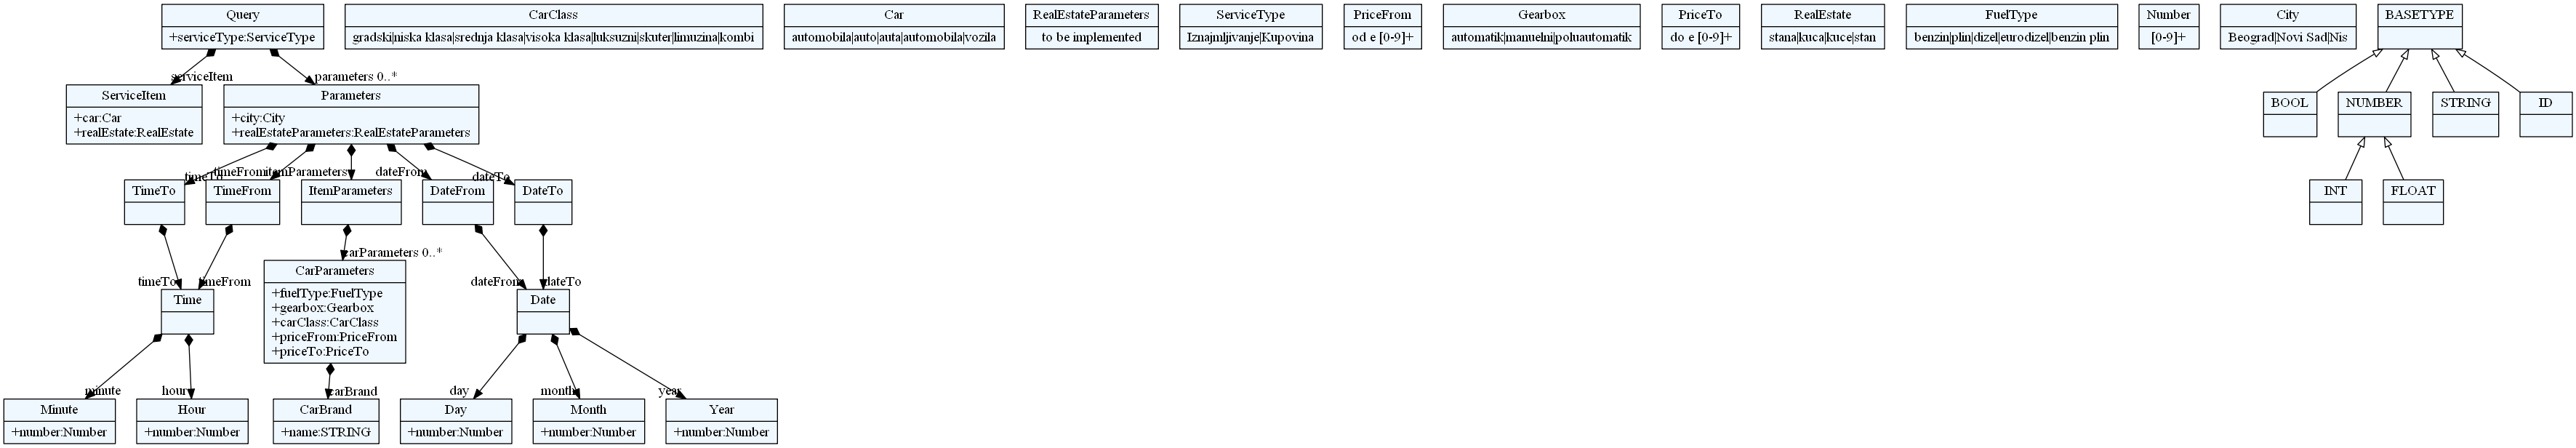 Query
+serviceType:ServiceType
CarClass
gradski|niska klasa|srednja klasa|visoka klasa|luksuzni|skuter|limuzina|kombi
Car
automobila|auto|auta|automobila|vozila
RealEstateParameters
to be implemented
ServiceType
Iznajmljivanje|Kupovina
PriceFrom
od e [0-9]+
Gearbox
automatik|manuelni|poluautomatik
PriceTo
do e [0-9]+
RealEstate
stana|kuca|kuce|stan
FuelType
benzin|plin|dizel|eurodizel|benzin plin
Number
[0-9]+
City
Beograd|Novi Sad|Nis
BASETYPE
serviceItem
parameters 0..*
ServiceItem
+car:Car
+realEstate:RealEstate
Parameters
+city:City
+realEstateParameters:RealEstateParameters
BOOL
NUMBER
STRING
ID
timeTo
timeFrom
itemParameters
dateFrom
dateTo
TimeTo
TimeFrom
ItemParameters
DateFrom
DateTo
INT
FLOAT
carParameters 0..*
timeTo
timeFrom
CarParameters
+fuelType:FuelType
+gearbox:Gearbox
+carClass:CarClass
+priceFrom:PriceFrom
+priceTo:PriceTo
dateFrom
dateTo
Time
Date
minute
hour
carBrand
day
month
year
Minute
+number:Number
Hour
+number:Number
CarBrand
+name:STRING
Day
+number:Number
Month
+number:Number
Year
+number:Number